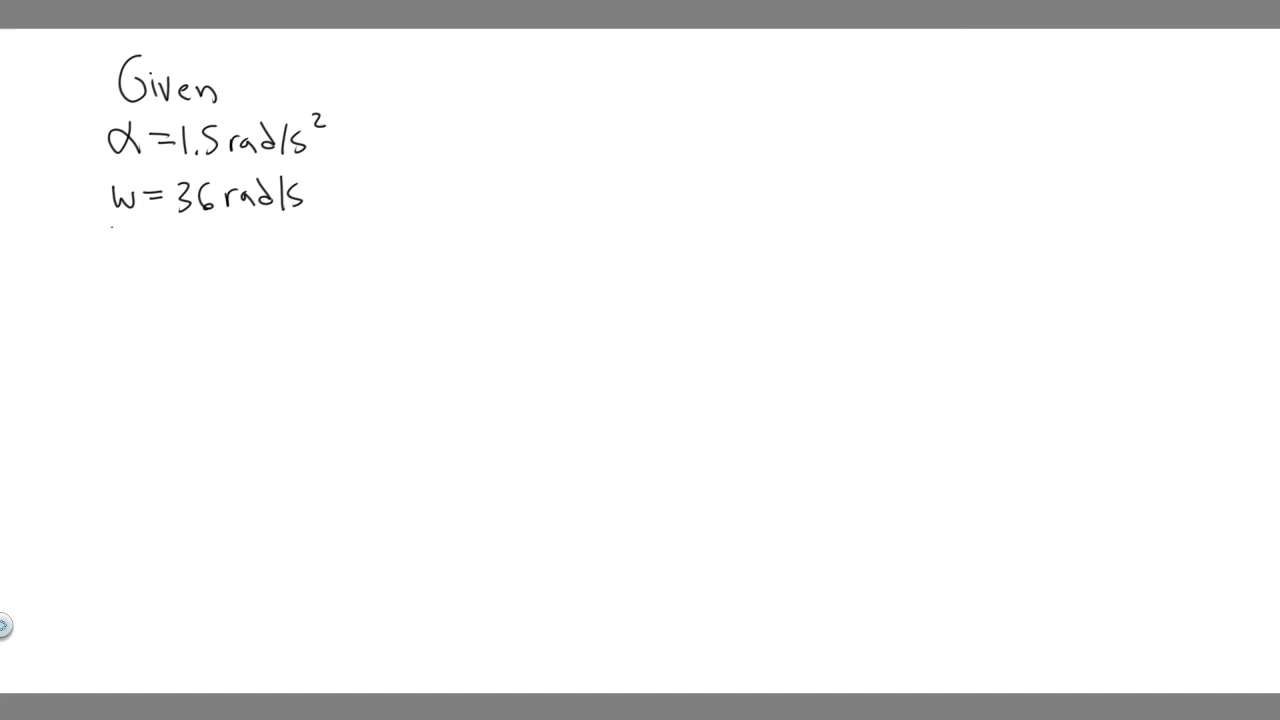 Given
α = 1.5 rad/s²
w = 36 rad/s